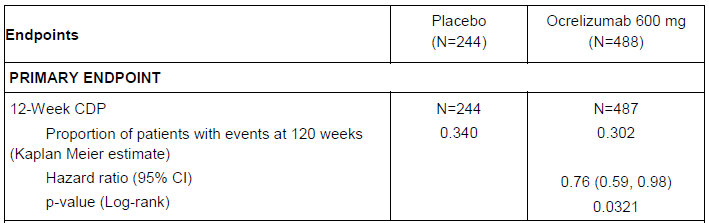 Endpoints Placebo (N=244) Ocrelizumab 600 mg (N=488)
PRIMARY ENDPOINT
12-Week CDP N=244 N=487
Proportion of patients with events at 120 weeks 0.340 0.302
(Kaplan Meier estimate)
Hazard ratio (95% CI) 0.76 (0.59, 0.98)
p-value (Log-rank) 0.0321